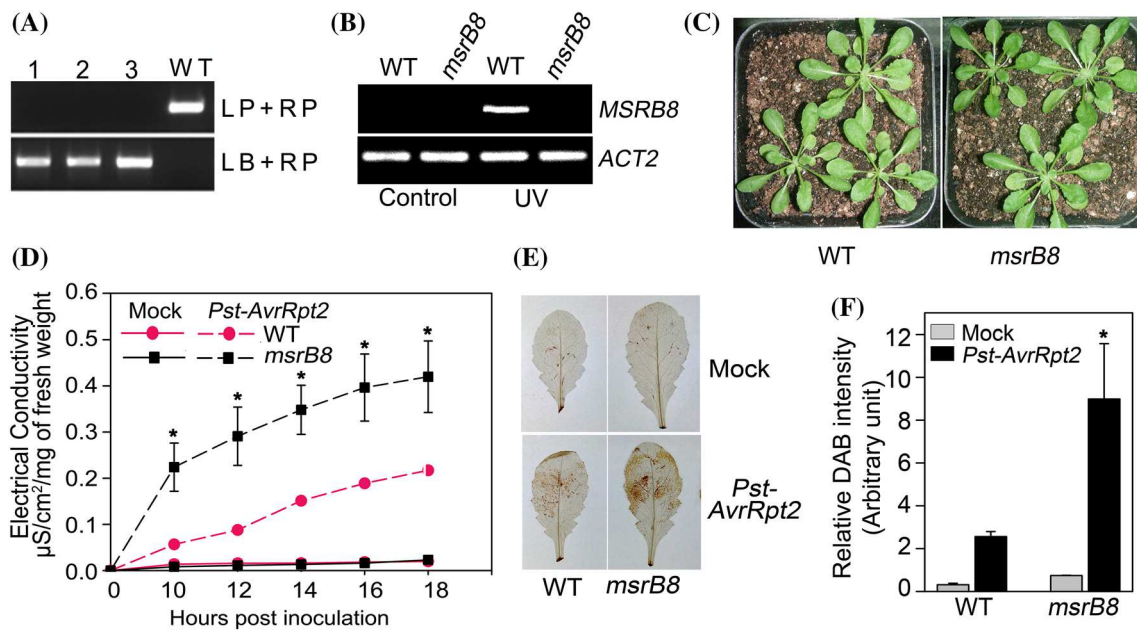 (A)
1 2 3 WT
LP+RP
LB+RP
(B)
WT msrB8 WT msrB8
MSRB8
ACT2
Control UV
(C)
WT msrB8
(D)
Electrical Conductivity
µS/cm²/mg of fresh weight
0.6
0.5
0.4
0.3
0.2
0.1
0.0
Mock Pst-AvrRpt2
WT
msrB8
* * * * *
0 10 12 14 16 18
Hours post inoculation
(E)
Mock
Pst-
AvrRpt2
WT msrB8
(F)
Relative DAB intensity
(Arbitrary unit)
12
10
8
6
4
2
0
Mock
Pst-AvrRpt2
*
WT msrB8